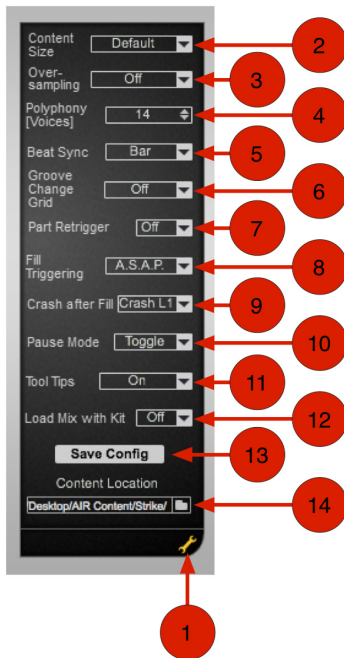 Content
Size
Default
2
Over-
sampling
Off
3
Polyphony
[Voices]
14
4
Beat Sync
Bar
5
Groove
Change
Grid
Off
6
Part Retrigger
Off
7
Fill
Triggering
A.S.A.P.
8
Crash after Fill
Crash L1
9
Pause Mode
Toggle
10
Tool Tips
On
11
Load Mix with Kit
Off
12
Save Config
13
Content Location
Desktop/AIR Content/Strike/
14
1